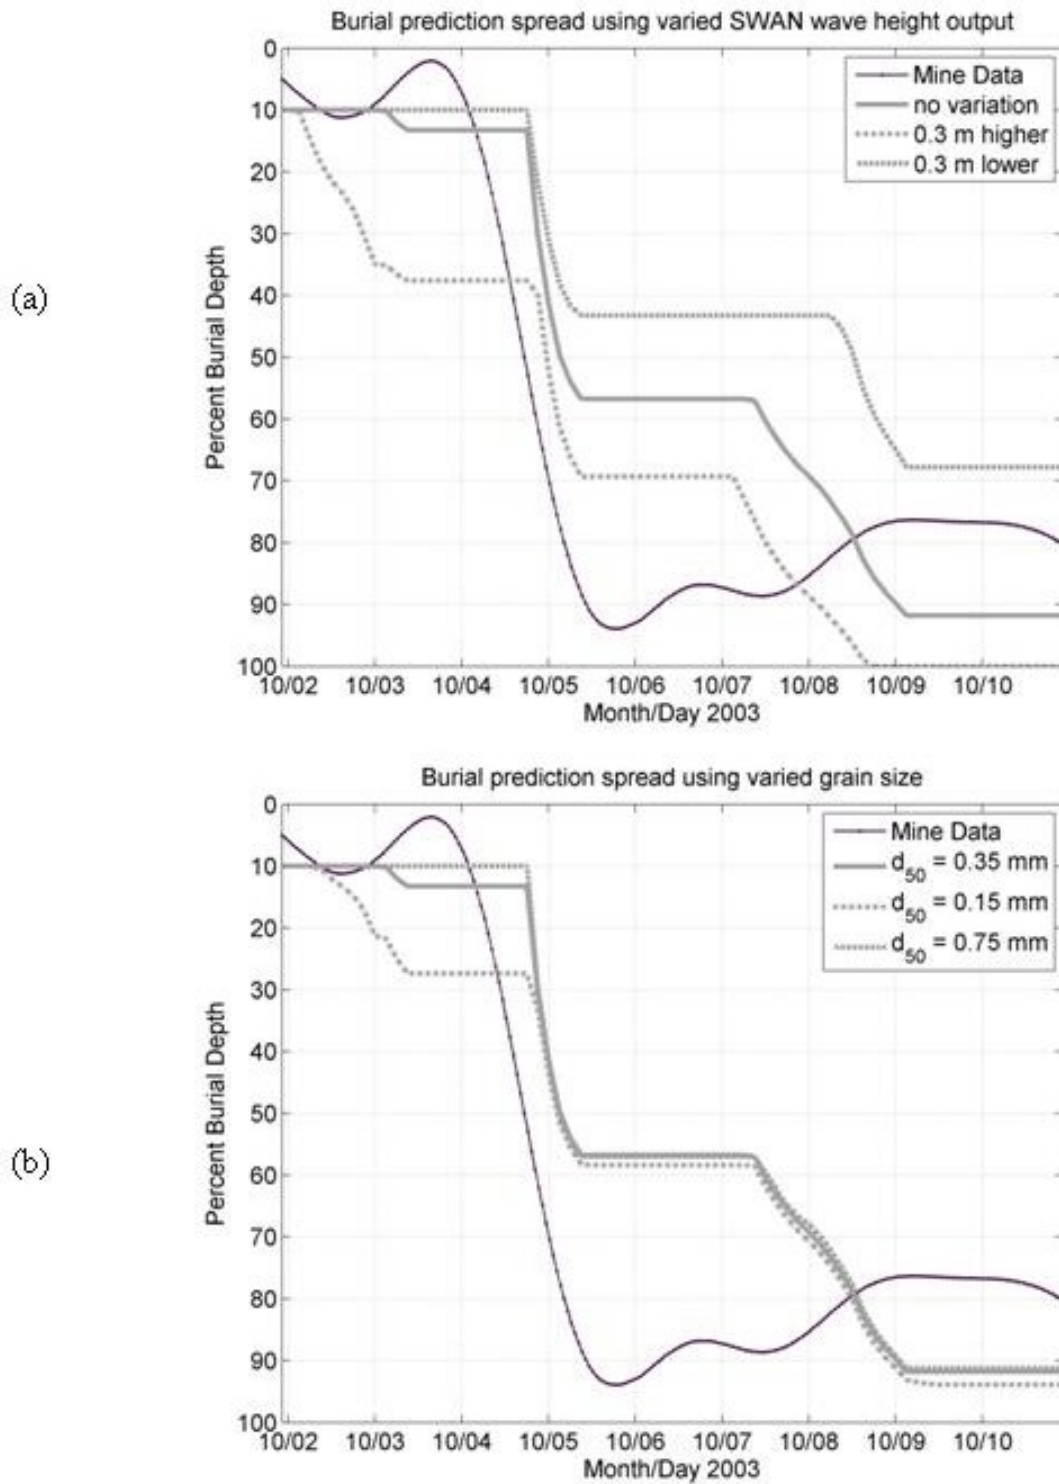 Burial prediction spread using varied SWAN wave height output
0
10
20
30
40
50
60
70
80
90
100
Percent Burial Depth
Mine Data
no variation
0.3 m higher
0.3 m lower
(a)
10/02 10/03 10/04 10/05 10/06 10/07 10/08 10/09 10/10
Month/Day 2003
Burial prediction spread using varied grain size
0
10
20
30
40
50
60
70
80
90
100
Percent Burial Depth
Mine Data
d50 = 0.35 mm
d50 = 0.15 mm
d50 = 0.75 mm
(b)
10/02 10/03 10/04 10/05 10/06 10/07 10/08 10/09 10/10
Month/Day 2003